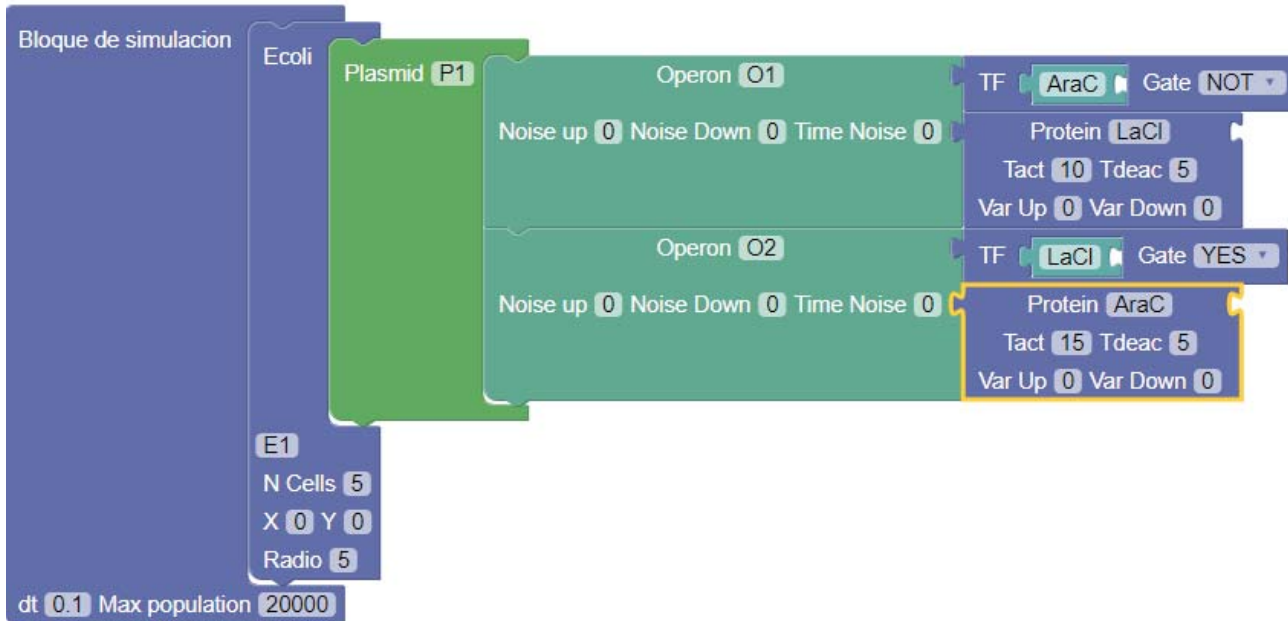 Bloque de simulacion
Ecoli
Plasmid P1
Operon O1
TF AraC Gate NOT
Noise up 0 Noise Down 0 Time Noise 0
Protein LaCl
Tact 10 Tdeac 5
Var Up 0 Var Down 0
Operon O2
TF LaCl Gate YES
Noise up 0 Noise Down 0 Time Noise 0
Protein AraC
Tact 15 Tdeac 5
Var Up 0 Var Down 0
E1
N Cells 5
X 0 Y 0
Radio 5
dt 0.1 Max population 20000